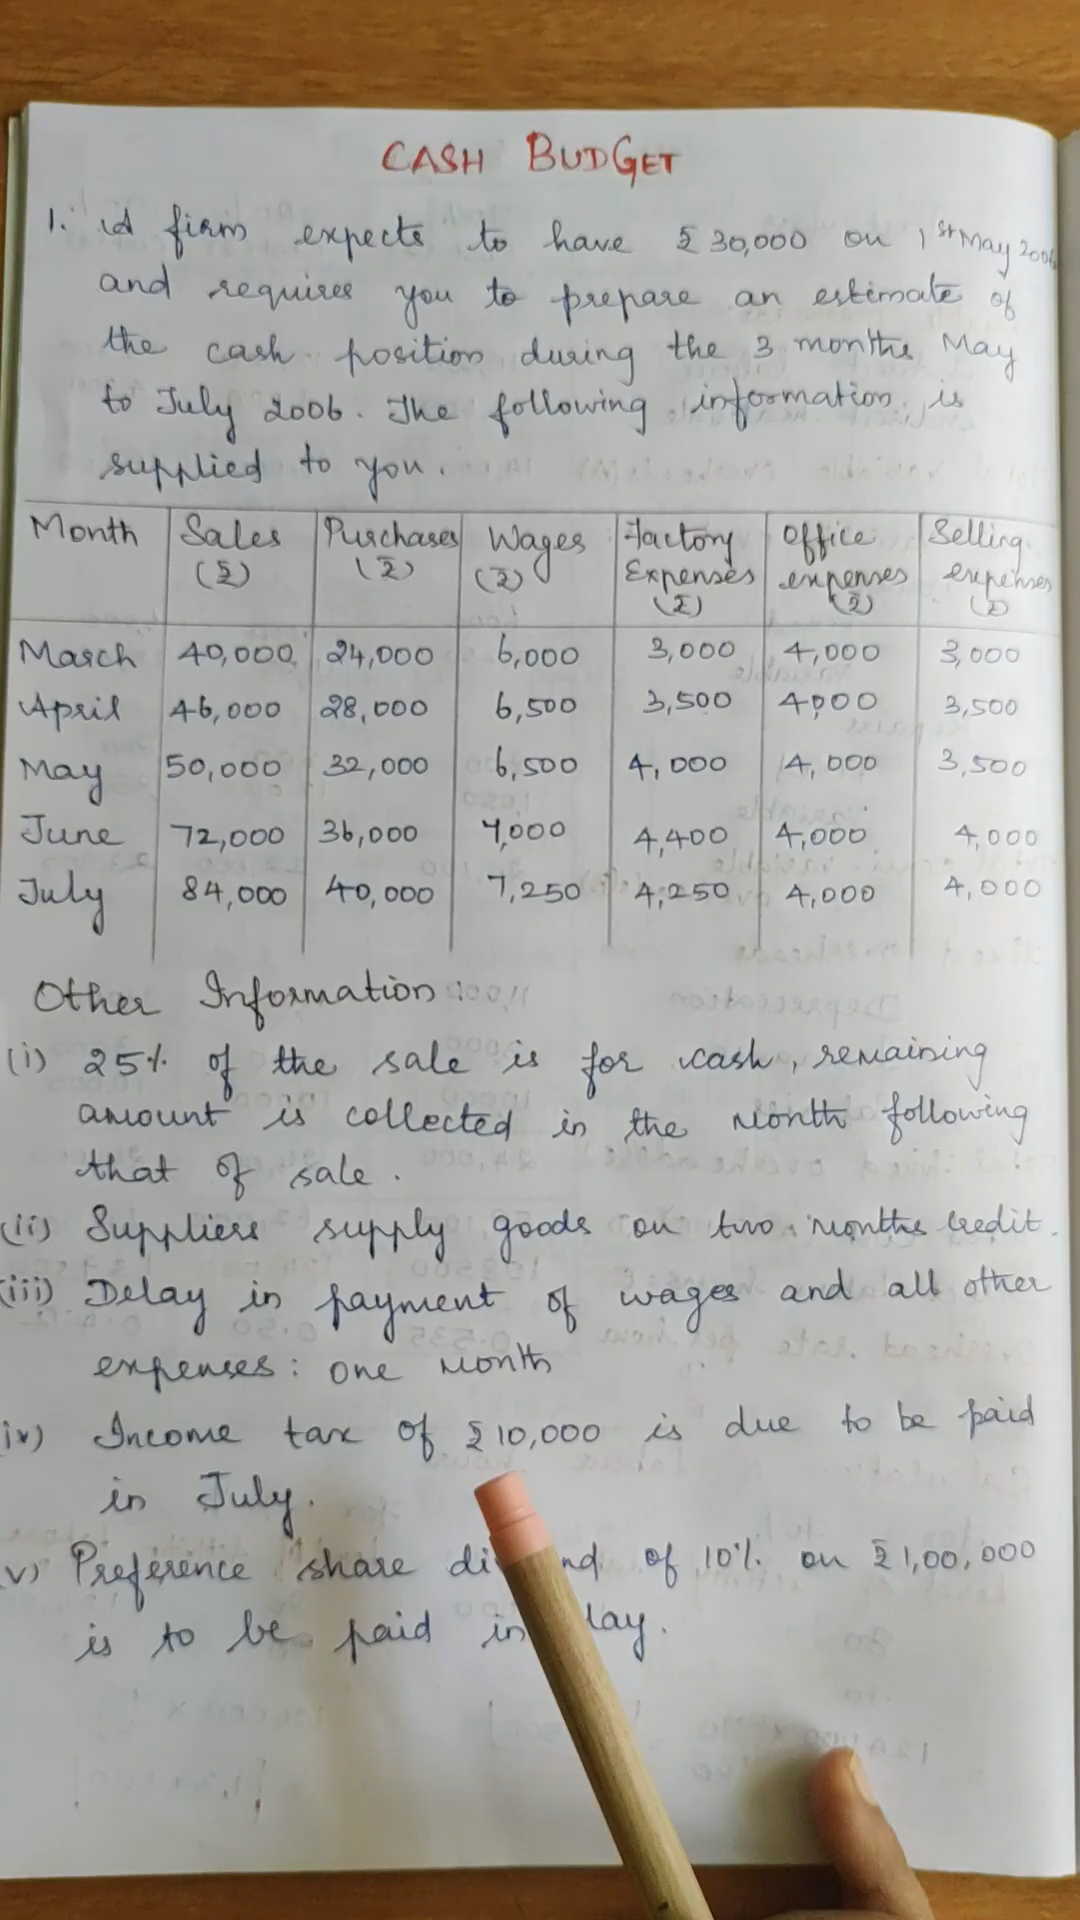 CASH BUDGET
1. A firm expects to have ₹ 30,000 on 1st May 2006
and requires you to prepare an estimate of
the cash position during the 3 months May
to July 2006. The following information is
supplied to you.
Month Sales (₹) Purchases (₹) Wages (₹) Factory Expenses (₹) Office expenses (₹) Selling expenses (₹)
March 40,000 24,000 6,000 3,000 4,000 3,000
April 46,000 28,000 6,500 3,500 4,000 3,500
May 50,000 32,000 6,500 4,000 4,000 3,500
June 72,000 36,000 7,000 4,400 4,000 4,000
July 84,000 40,000 7,250 4,250 4,000 4,000
Other Information:
(i) 25% of the sale is for cash, remaining
amount is collected in the month following
that of sale.
(ii) Suppliers supply goods on two months credit.
(iii) Delay in payment of wages and all other
expenses: one month
(iv) Income tax of ₹ 10,000 is due to be paid
in July.
(v) Preference share of 10% on ₹ 1,00,000
is to be paid in